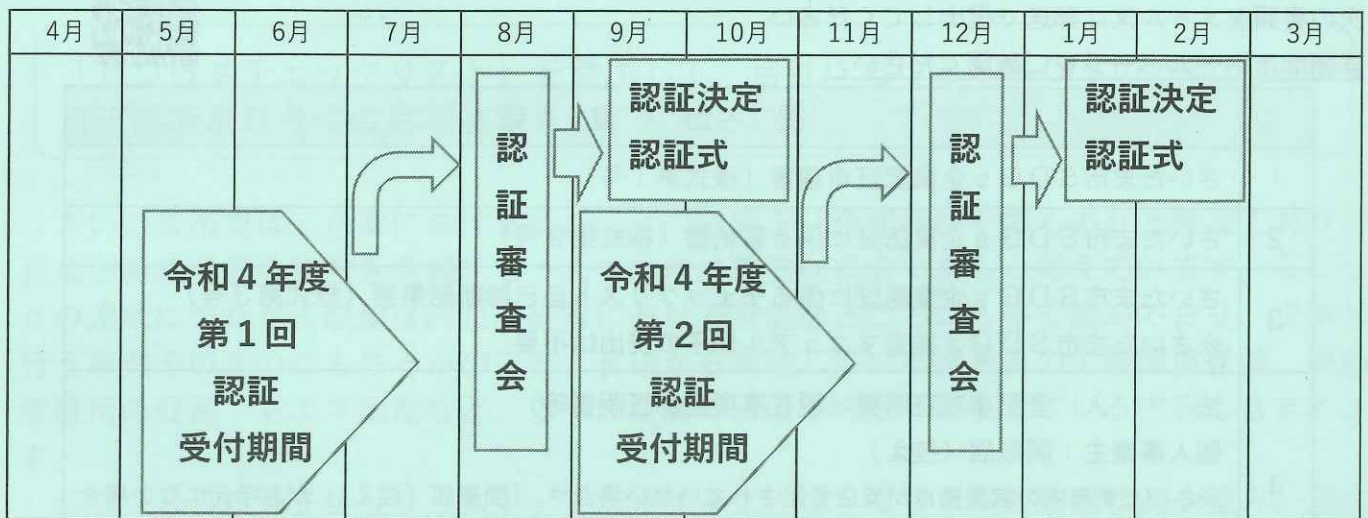 4月 5月 6月 7月 8月 9月 10月 11月 12月 1月 2月 3月
令和4年度
第1回
認証
受付期間
認証審査会
認証決定
認証式
令和4年度
第2回
認証
受付期間
認証審査会
認証決定
認証式